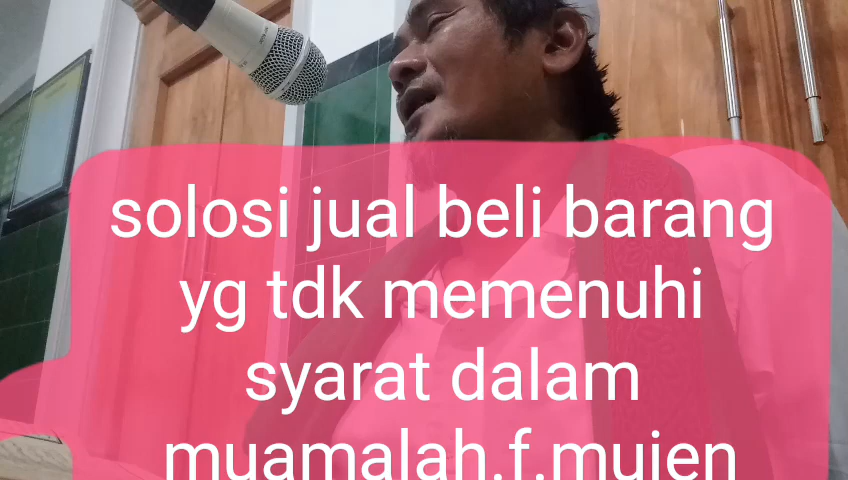 solosi jual beli barang
yg tdk memenuhi
syarat dalam
muamalah.f.mujen